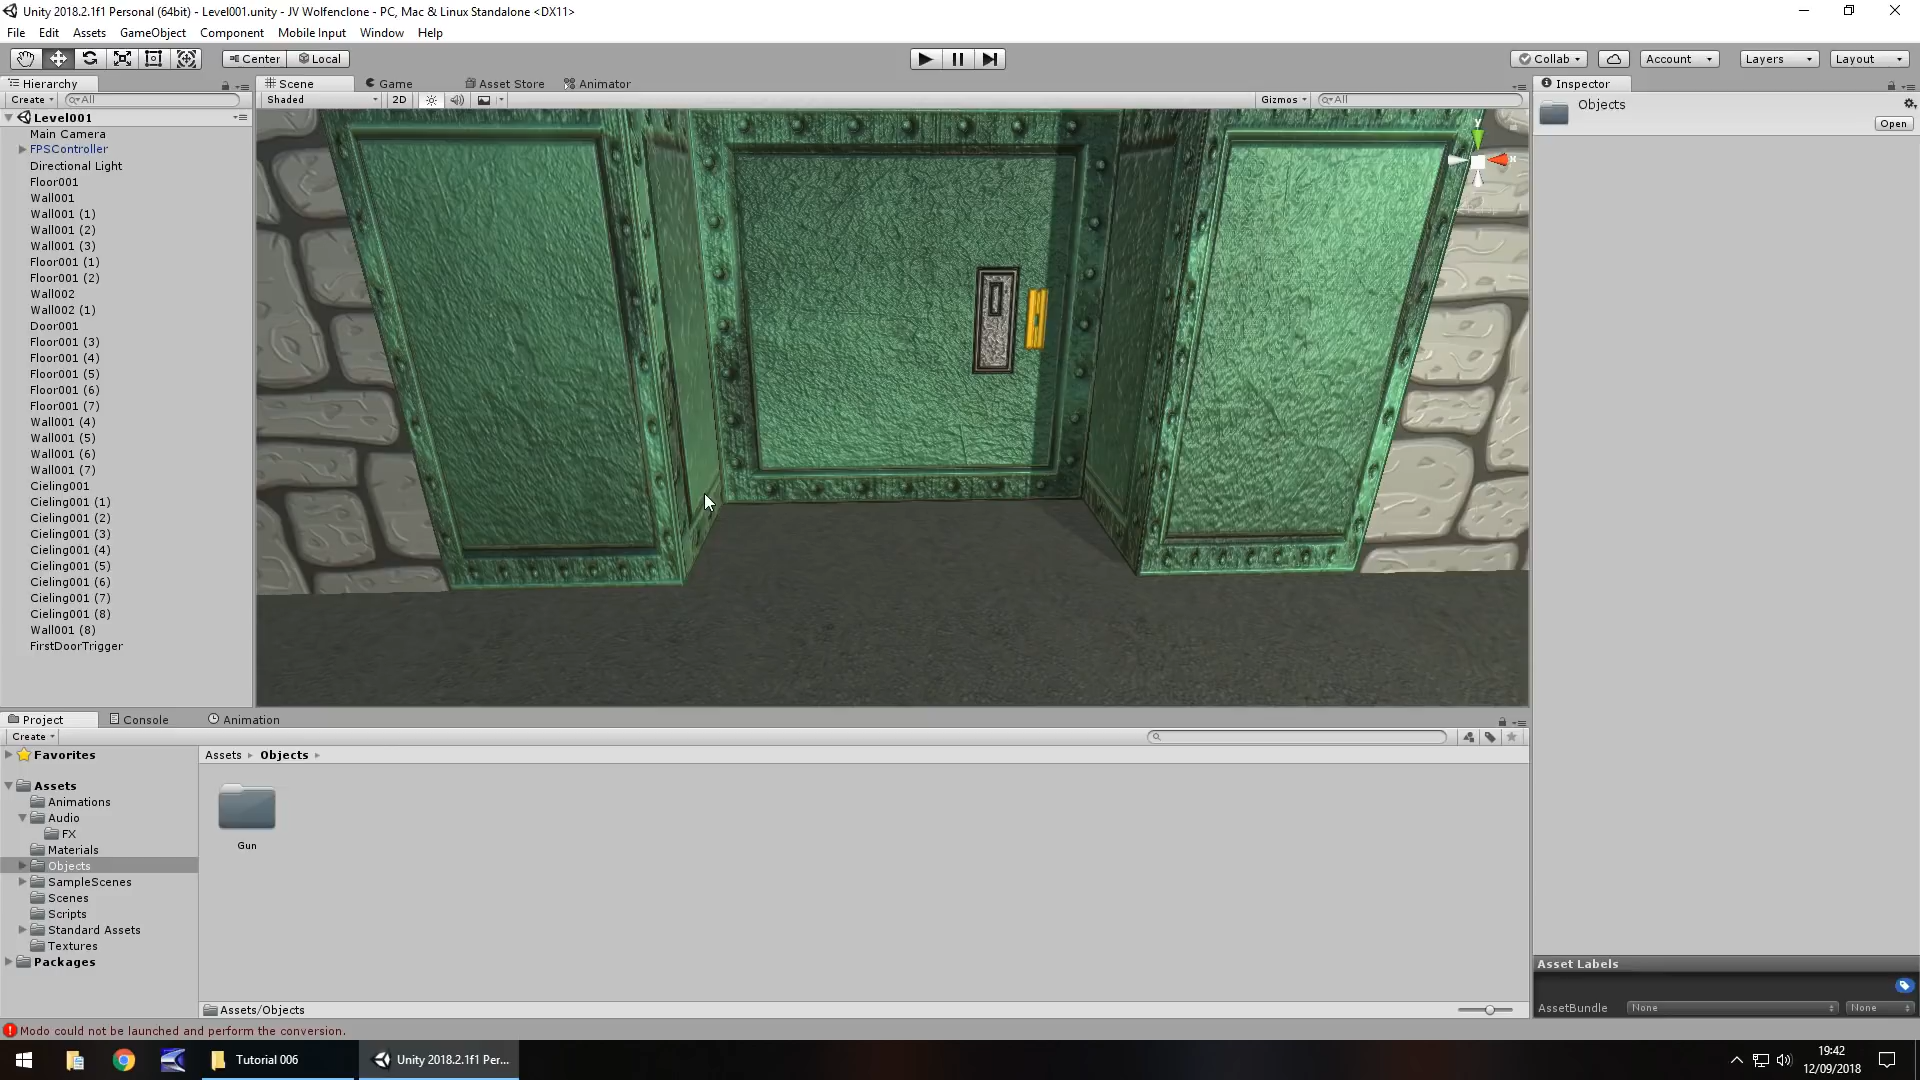 Unity 2018.2.1f1 Personal (64bit) - Level001.unity - JV Wolfenclone - PC, Mac & Linux Standalone <DX11>
File Edit Assets GameObject Component Mobile Input Window Help
Center Local Collab Account Layers Layout
Hierarchy Scene Game Asset Store Animator Inspector
Create All Shaded 2D Gizmos All
Objects
Open
Level001
Main Camera
FPSController
Directional Light
Floor001
Wall001
Wall001 (1)
Wall001 (2)
Wall001 (3)
Floor001 (1)
Floor001 (2)
Wall002
Wall002 (1)
Door001
Floor001 (3)
Floor001 (4)
Floor001 (5)
Floor001 (6)
Floor001 (7)
Wall001 (4)
Wall001 (5)
Wall001 (6)
Wall001 (7)
Cieling001
Cieling001 (1)
Cieling001 (2)
Cieling001 (3)
Cieling001 (4)
Cieling001 (5)
Cieling001 (6)
Cieling001 (7)
Cieling001 (8)
Wall001 (8)
FirstDoorTrigger
y
x
Project Console Animation
Create
Favorites
Assets
Animations
Audio
FX
Materials
Objects
SampleScenes
Scenes
Scripts
Standard Assets
Textures
Packages
Assets Objects
Gun
Assets/Objects
Asset Labels
AssetBundle None None
Modo could not be launched and perform the conversion.
Tutorial 006
Unity 2018.2.1f1 Per...
19:42
12/09/2018